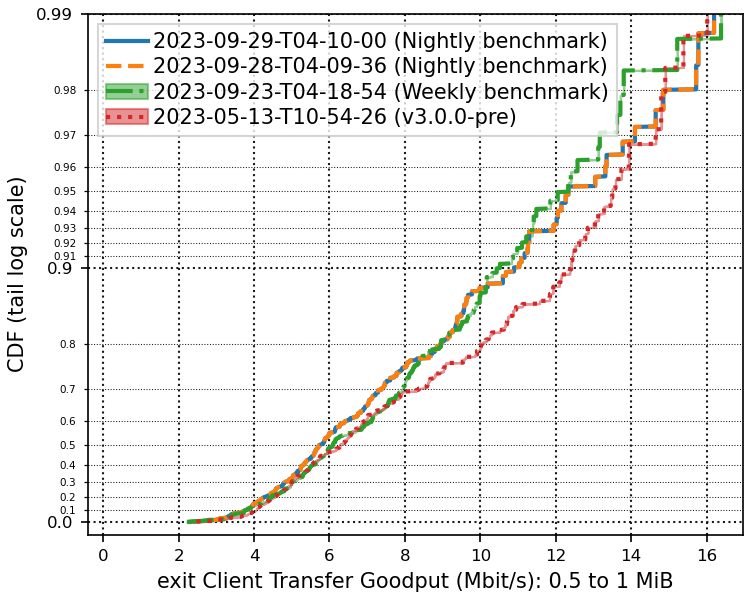 0.99
2023-09-29-T04-10-00 (Nightly benchmark)
2023-09-28-T04-09-36 (Nightly benchmark)
2023-09-23-T04-18-54 (Weekly benchmark)
2023-05-13-T10-54-26 (v3.0.0-pre)
0.98
0.97
0.96
0.95
0.94
0.93
0.92
0.91
0.9
0.8
0.7
0.6
0.5
0.4
0.3
0.2
0.1
0.0
CDF (tail log scale)
0 2 4 6 8 10 12 14 16
exit Client Transfer Goodput (Mbit/s): 0.5 to 1 MiB